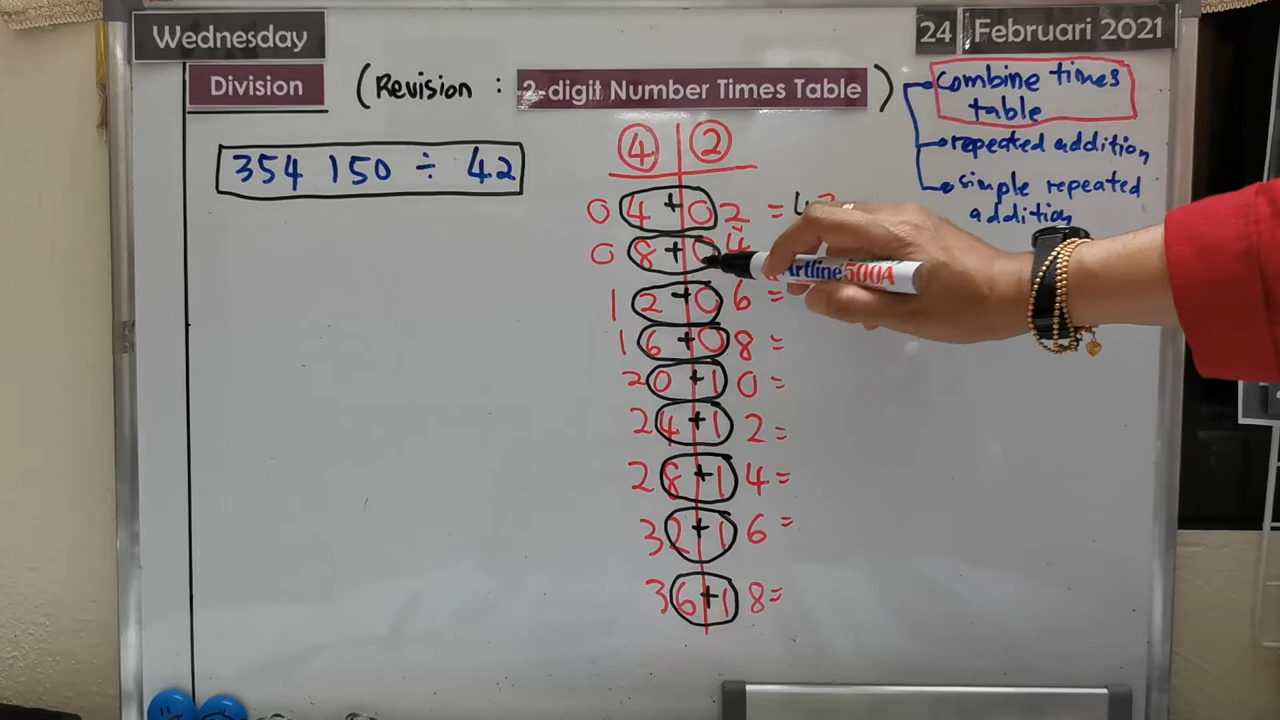 Wednesday
24 Februari 2021
Division (Revision : 2-digit Number Times Table)
combine times
table
repeated addition
simple repeated
addition
354 150 ÷ 42
4 2
0 4 + 0 2 = 42
0 8 + 0 4
1 2 + 0 6 =
1 6 + 0 8 =
2 0 + 1 0 =
2 4 + 1 2 =
2 8 + 1 4 =
3 2 + 1 6 =
3 6 + 1 8 =
Artline 500A